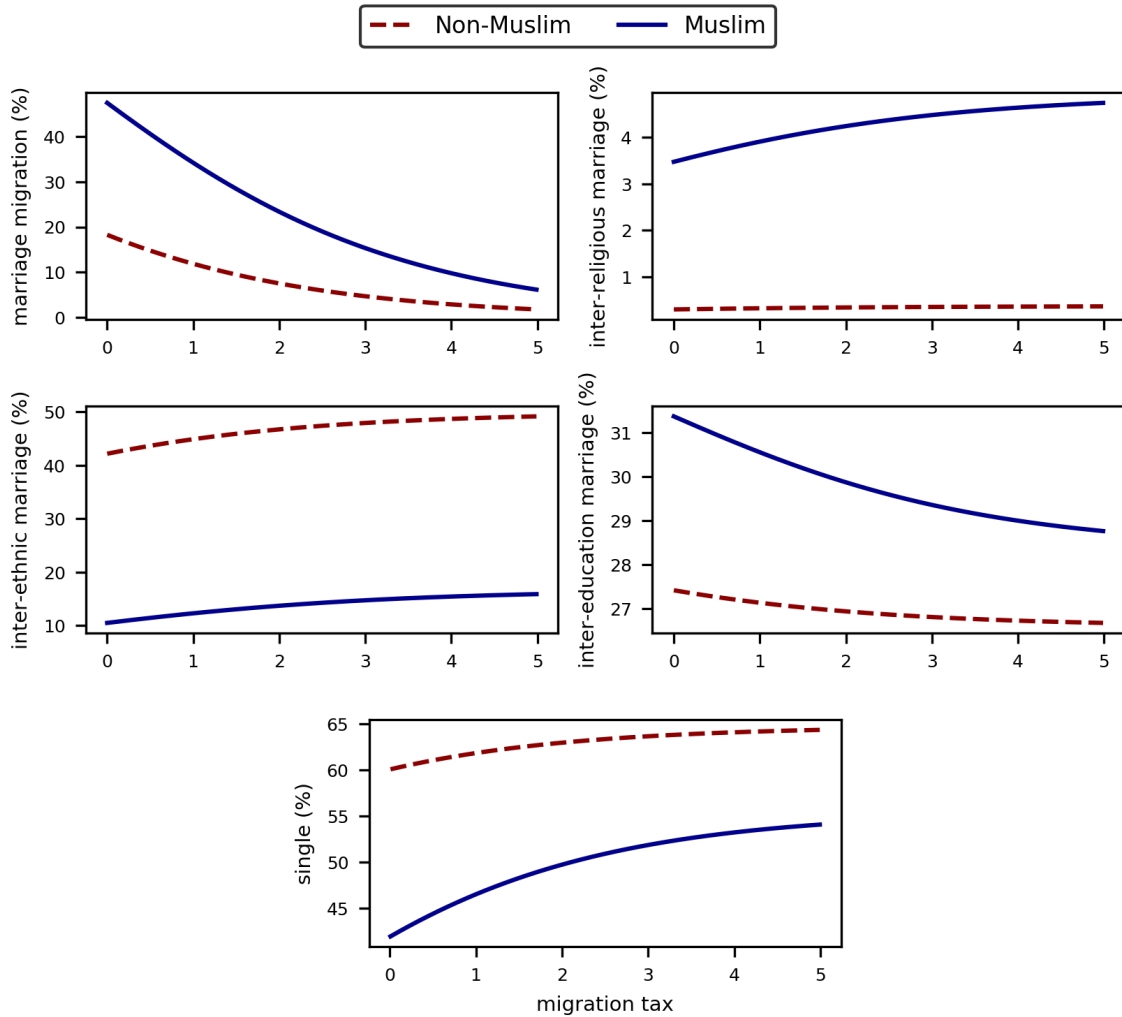 Non-Muslim Muslim
marriage migration (%)
40
30
20
10
0
0 1 2 3 4 5
inter-religious marriage (%)
4
3
2
1
0 1 2 3 4 5
inter-ethnic marriage (%)
50
40
30
20
10
0 1 2 3 4 5
inter-education marriage (%)
31
30
29
28
27
0 1 2 3 4 5
single (%)
65
60
55
50
45
0 1 2 3 4 5
migration tax